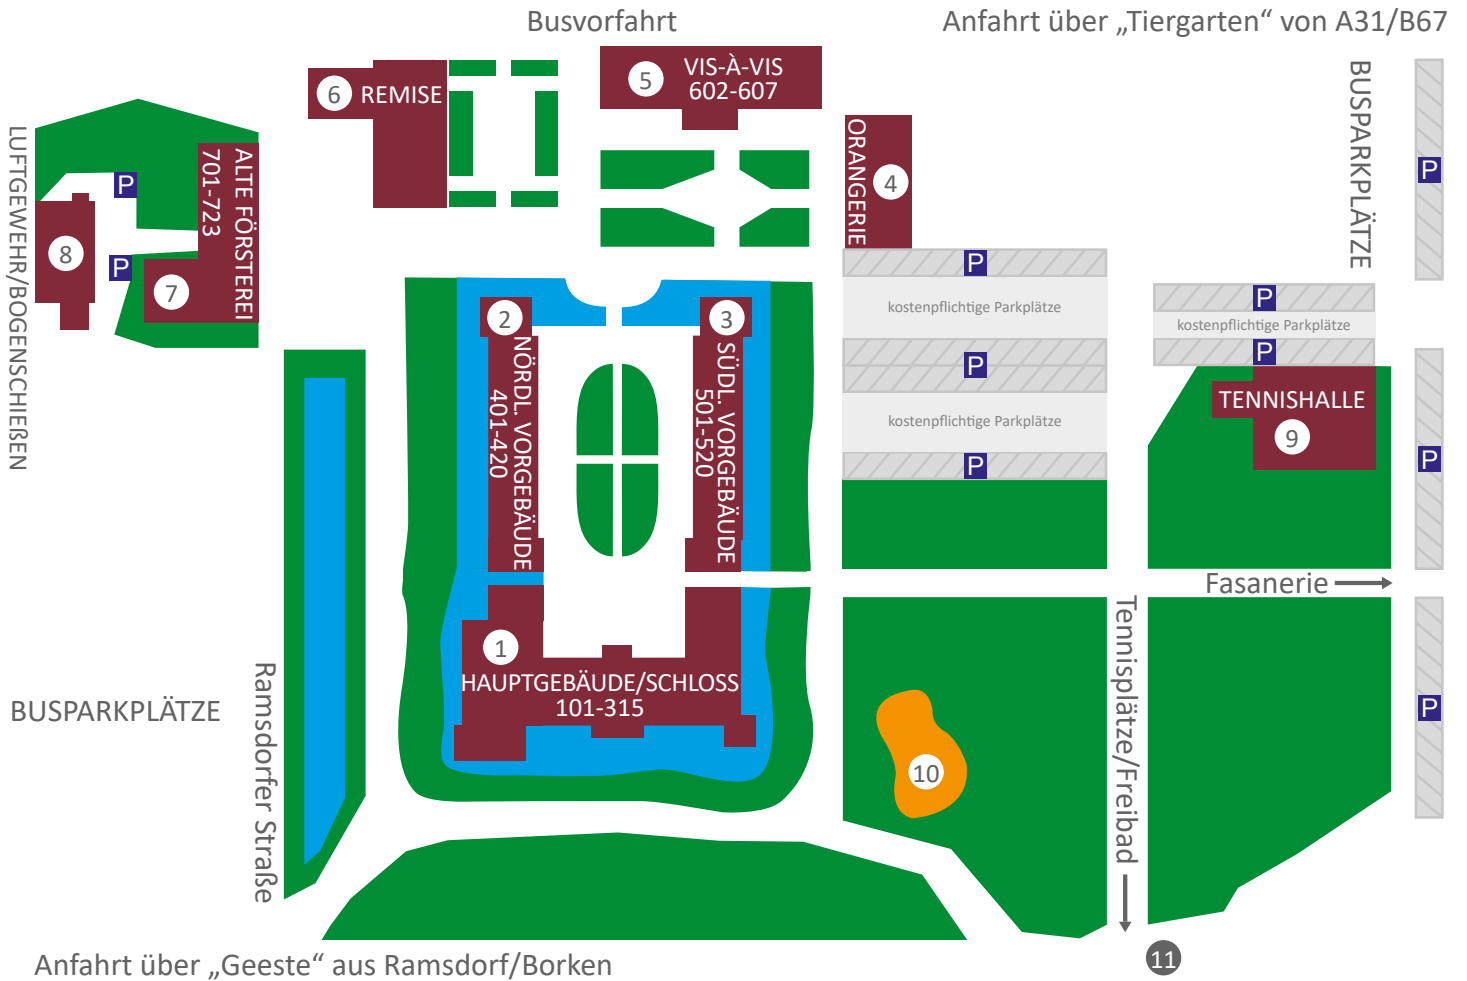 Busvorfahrt
Anfahrt über „Tiergarten“ von A31/B67
5
VIS-À-VIS
602-607
6
REMISE
BUSPARKPLÄTZE
P
LUFTGEWEHR/BOGENSCHIEßEN
P
ALTE FÖRSTEREI
701-723
ORANGERIE
4
8
P
7
P
2
NÖRDL. VORGEBÄUDE
401-420
3
SÜDL. VORGEBÄUDE
501-520
kostenpflichtige Parkplätze
P
kostenpflichtige Parkplätze
P
P
kostenpflichtige Parkplätze
P
TENNISHALLE
9
P
Fasanerie
1
HAUPTGEBÄUDE/SCHLOSS
101-315
BUSPARKPLÄTZE
Ramsdorfer Straße
10
Tennisplätze/Freibad
P
11
Anfahrt über „Geeste“ aus Ramsdorf/Borken